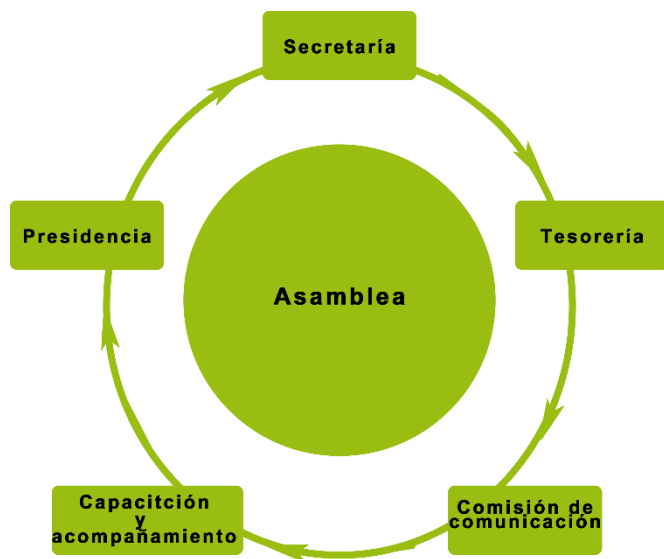 Secretaría
Presidencia
Tesorería
Asamblea
Capacitción
y
acompañamiento
Comisión de
comunicación